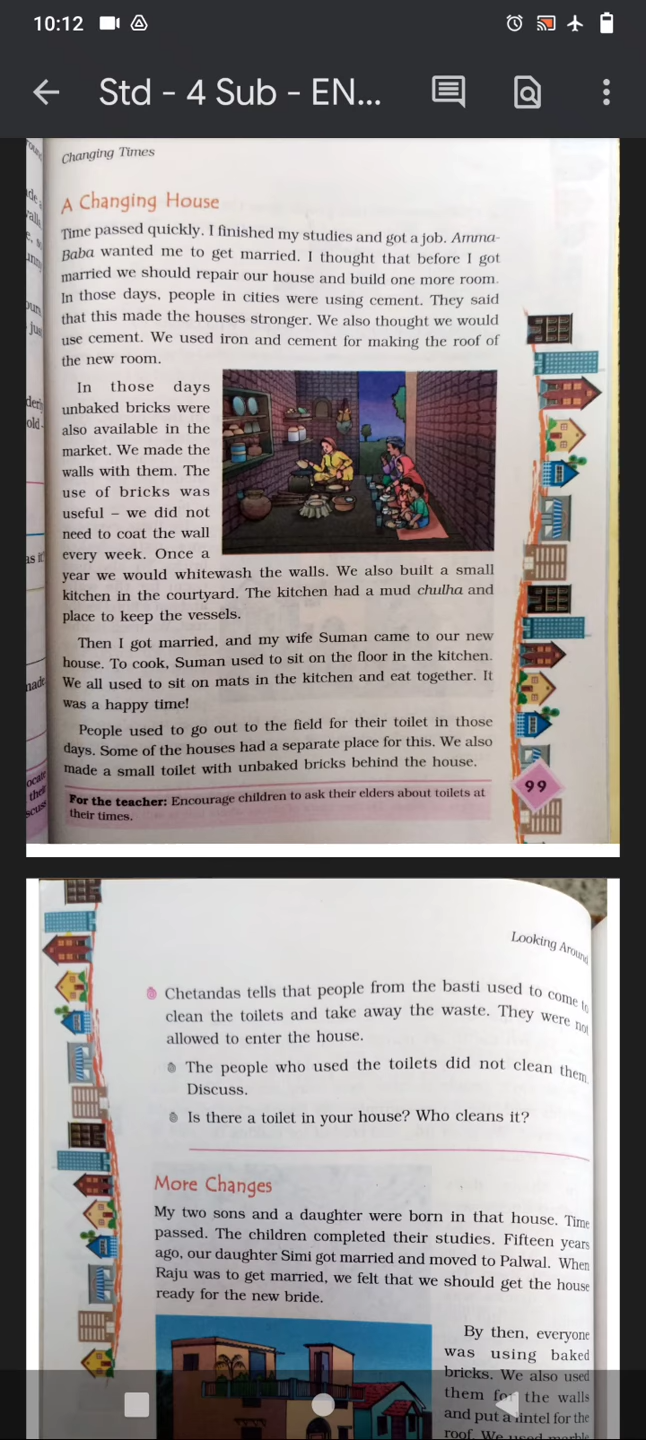 10:12
Std - 4 Sub - EN...
Changing Times
A Changing House
Time passed quickly. I finished my studies and got a job. Amma-
Baba wanted me to get married. I thought that before I got
married we should repair our house and build one more room.
In those days, people in cities were using cement. They said
that this made the houses stronger. We also thought we would
use cement. We used iron and cement for making the roof of
the new room.
In those days
unbaked bricks were
also available in the
market. We made the
walls with them. The
use of bricks was
useful – we did not
need to coat the wall
every week. Once a
year we would whitewash the walls. We also built a small
kitchen in the courtyard. The kitchen had a mud chulha and
place to keep the vessels.
Then I got married, and my wife Suman came to our new
house. To cook, Suman used to sit on the floor in the kitchen.
We all used to sit on mats in the kitchen and eat together. It
was a happy time!
People used to go out to the field for their toilet in those
days. Some of the houses had a separate place for this. We also
made a small toilet with unbaked bricks behind the house.
For the teacher: Encourage children to ask their elders about toilets at
their times.
99
Looking Around
Chetandas tells that people from the basti used to come to
clean the toilets and take away the waste. They were not
allowed to enter the house.
The people who used the toilets did not clean them.
Discuss.
Is there a toilet in your house? Who cleans it?
More Changes
My two sons and a daughter were born in that house. Time
passed. The children completed their studies. Fifteen years
ago, our daughter Simi got married and moved to Palwal. When
Raju was to get married, we felt that we should get the house
ready for the new bride.
By then, everyone
was using baked
bricks. We also used
them for the walls
and put a lintel for the
roof. We used marble